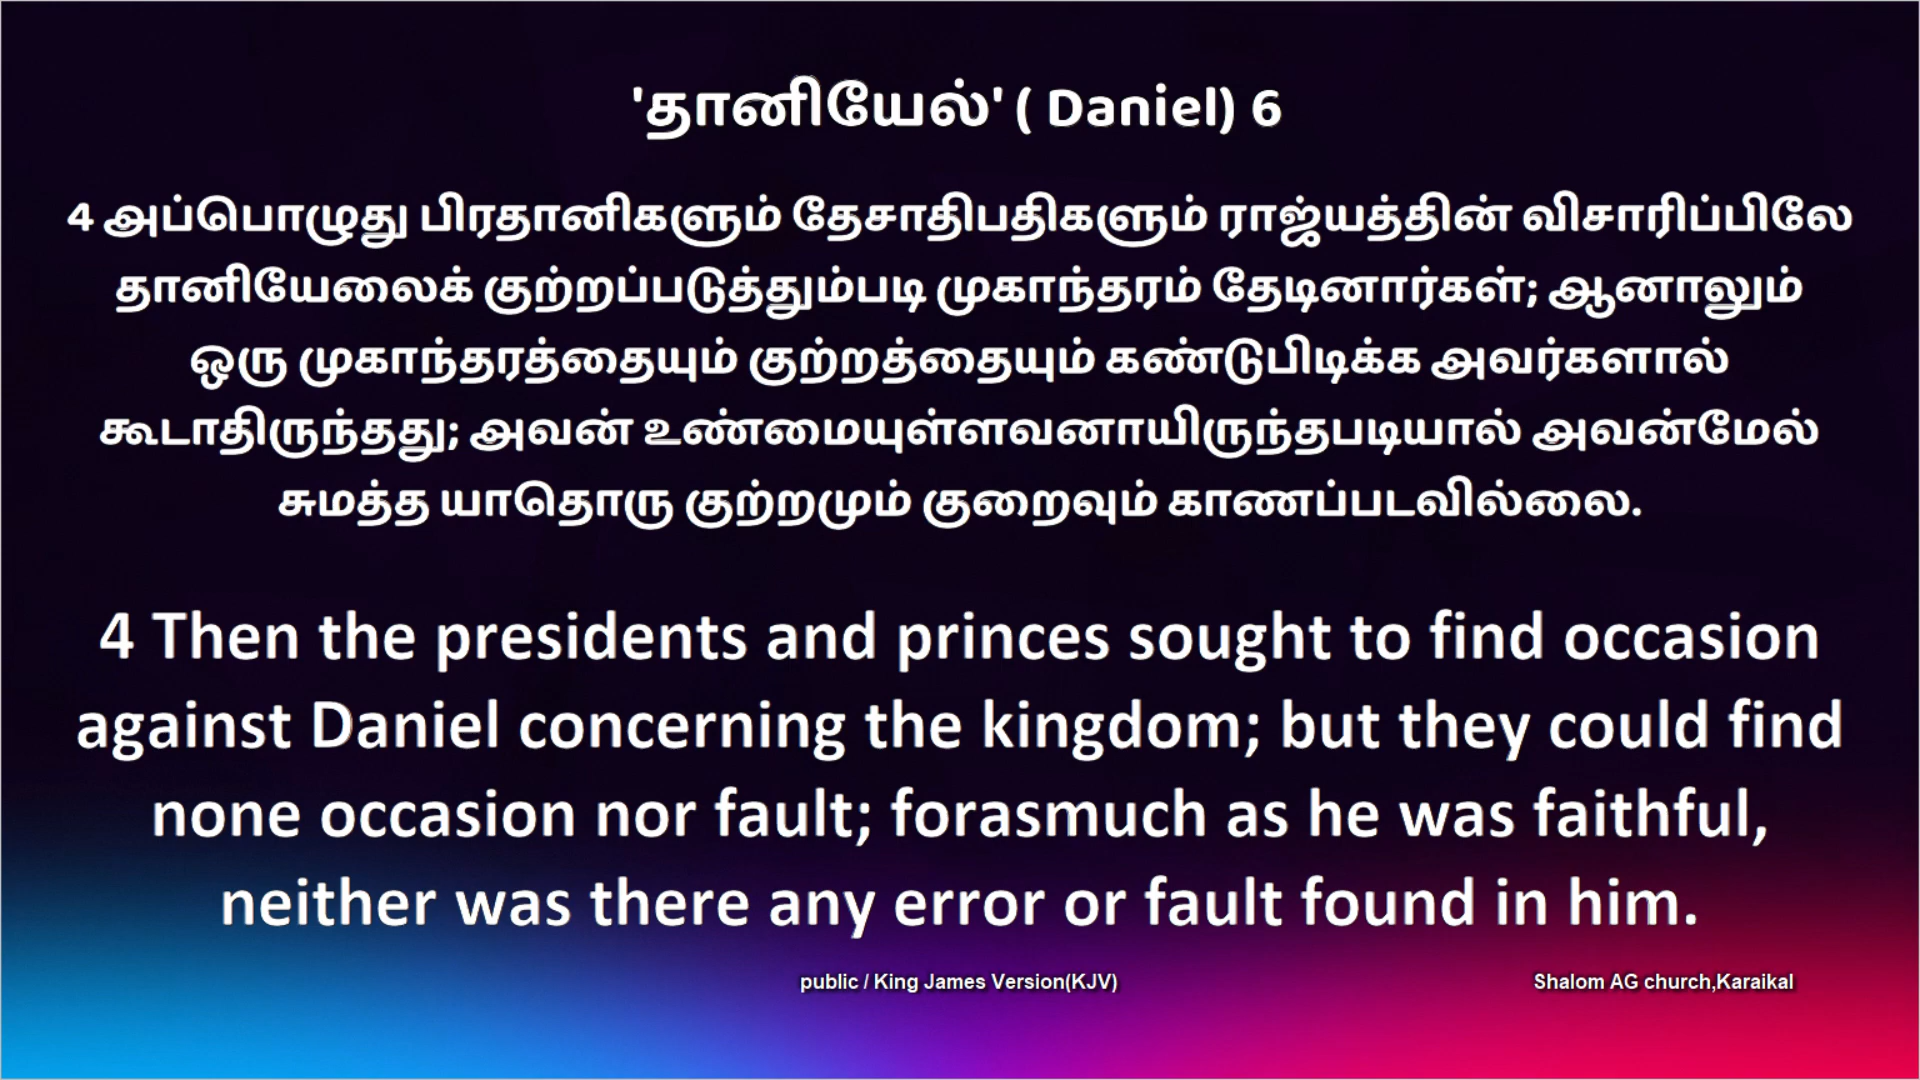 'தானியேல்' ( Daniel) 6
4 அப்பொழுது பிரதானிகளும் தேசாதிபதிகளும் ராஜ்யத்தின் விசாரிப்பிலே
தானியேலைக் குற்றப்படுத்தும்படி முகாந்தரம் தேடினார்கள்; ஆனாலும்
ஒரு முகாந்தரத்தையும் குற்றத்தையும் கண்டுபிடிக்க அவர்களால்
கூடாதிருந்தது; அவன் உண்மையுள்ளவனாயிருந்தபடியால் அவன்மேல்
சுமத்த யாதொரு குற்றமும் குறைவும் காணப்படவில்லை.
4 Then the presidents and princes sought to find occasion
against Daniel concerning the kingdom; but they could find
none occasion nor fault; forasmuch as he was faithful,
neither was there any error or fault found in him.
public / King James Version(KJV)
Shalom AG church,Karaikal